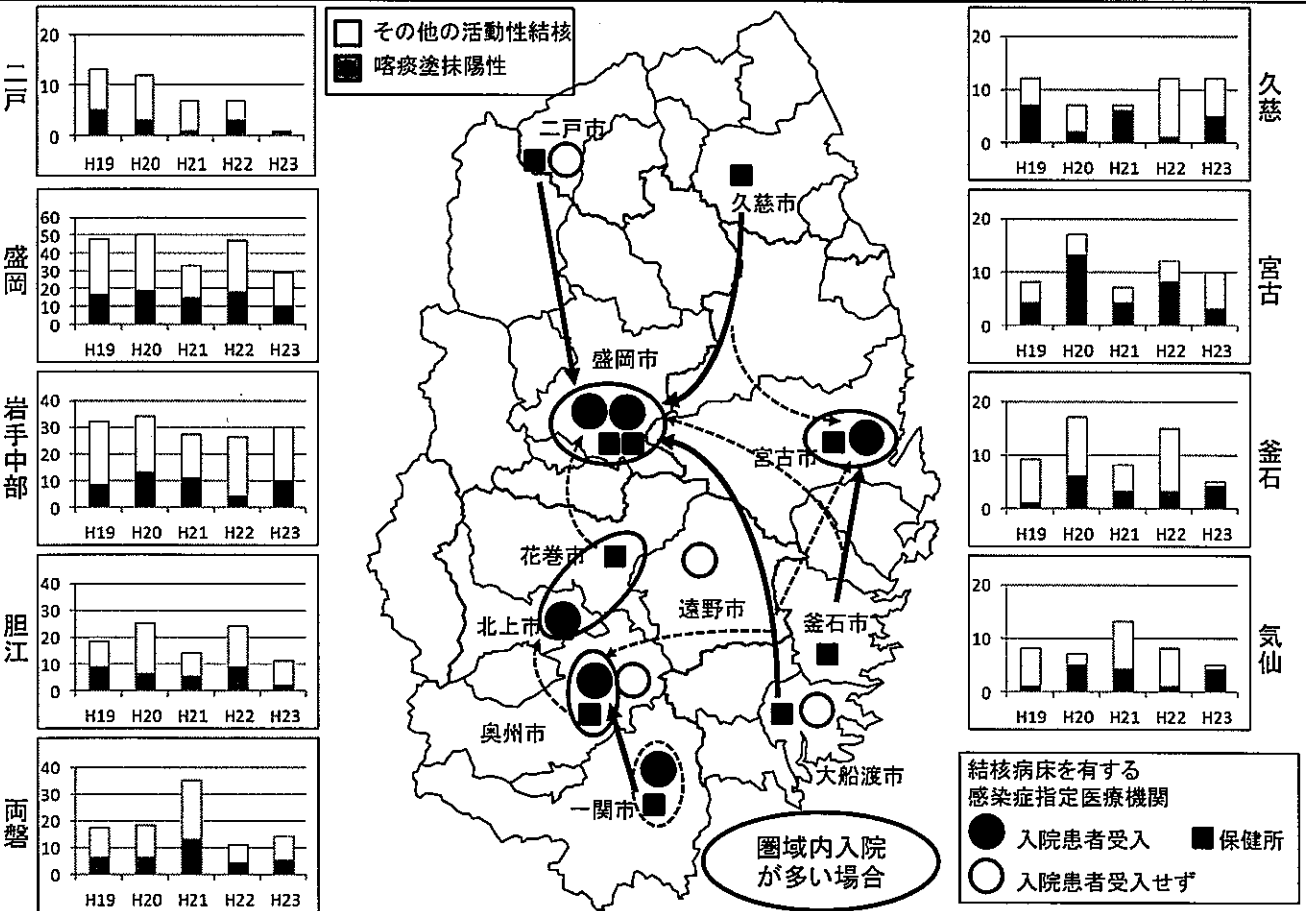 その他の活動性結核
喀痰塗抹陽性
二戸
20
10
0
H19 H20 H21 H22 H23
盛岡
60
50
40
30
20
10
0
H19 H20 H21 H22 H23
岩手中部
40
30
20
10
0
H19 H20 H21 H22 H23
胆江
40
30
20
10
0
H19 H20 H21 H22 H23
両磐
40
30
20
10
0
H19 H20 H21 H22 H23
二戸市
久慈市
盛岡市
宮古市
花巻市
遠野市
北上市
釜石市
奥州市
大船渡市
一関市
圏域内入院
が多い場合
久慈
20
10
0
H19 H20 H21 H22 H23
宮古
20
10
0
H19 H20 H21 H22 H23
釜石
20
10
0
H19 H20 H21 H22 H23
気仙
20
10
0
H19 H20 H21 H22 H23
結核病床を有する
感染症指定医療機関
入院患者受入 保健所
入院患者受入せず